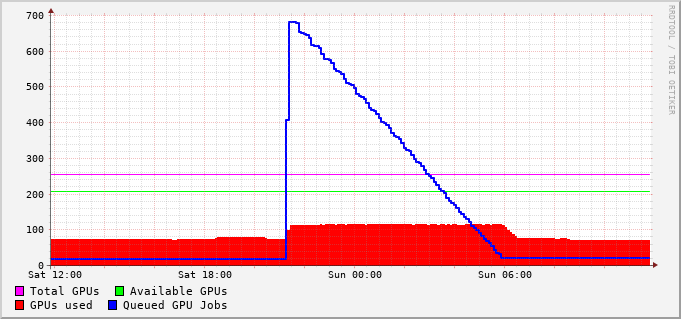 700
600
500
400
300
200
100
0
Sat 12:00 Sat 18:00 Sun 00:00 Sun 06:00
Total GPUs Available GPUs
GPUs used Queued GPU Jobs
RRDTOOL / TOBI OETIKER